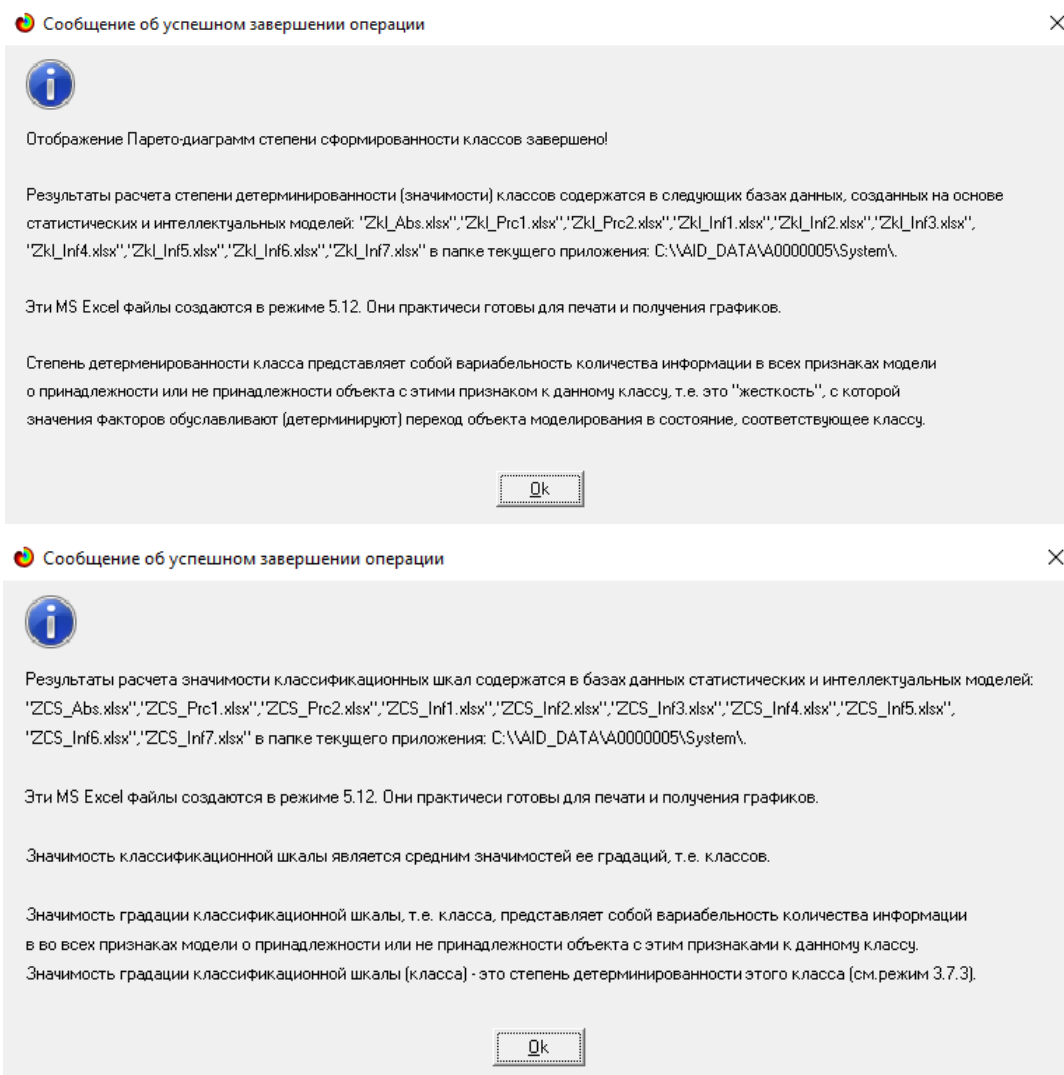 Сообщение об успешном завершении операции
Отображение Парето-диаграмм степени сформированности классов завершено!
Результаты расчета степени детерминированности (значимости) классов содержатся в следующих базах данных, созданных на основе
статистических и интеллектуальных моделей: "Zkl_Abs.xlsx","Zkl_Prc1.xlsx","Zkl_Prc2.xlsx","Zkl_Inf1.xlsx","Zkl_Inf2.xlsx","Zkl_Inf3.xlsx",
"Zkl_Inf4.xlsx","Zkl_Inf5.xlsx","Zkl_Inf6.xlsx","Zkl_Inf7.xlsx" в папке текущего приложения: C:\\AID_DATA\A0000005\System\.
Эти MS Excel файлы создаются в режиме 5.12. Они практичеси готовы для печати и получения графиков.
Степень детерменированности класса представляет собой вариабельность количества информации в всех признаках модели
о принадлежности или не принадлежности объекта с этими признаком к данному классу, т.е. это "жесткость", с которой
значения факторов обуславливают (детерминируют) переход объекта моделирования в состояние, соответствующее классу.
Ok
Сообщение об успешном завершении операции
Результаты расчета значимости классификационных шкал содержатся в базах данных статистических и интеллектуальных моделей:
"ZCS_Abs.xlsx","ZCS_Prc1.xlsx","ZCS_Prc2.xlsx","ZCS_Inf1.xlsx","ZCS_Inf2.xlsx","ZCS_Inf3.xlsx","ZCS_Inf4.xlsx","ZCS_Inf5.xlsx",
"ZCS_Inf6.xlsx","ZCS_Inf7.xlsx" в папке текущего приложения: C:\\AID_DATA\A0000005\System\.
Эти MS Excel файлы создаются в режиме 5.12. Они практичеси готовы для печати и получения графиков.
Значимость классификационной шкалы является средним значимостей ее градаций, т.е. классов.
Значимость градации классификационной шкалы, т.е. класса, представляет собой вариабельность количества информации
в во всех признаках модели о принадлежности или не принадлежности объекта с этим признаками к данному классу.
Значимость градации классификационной шкалы (класса) - это степень детерминированности этого класса (см.режим 3.7.3).
Ok